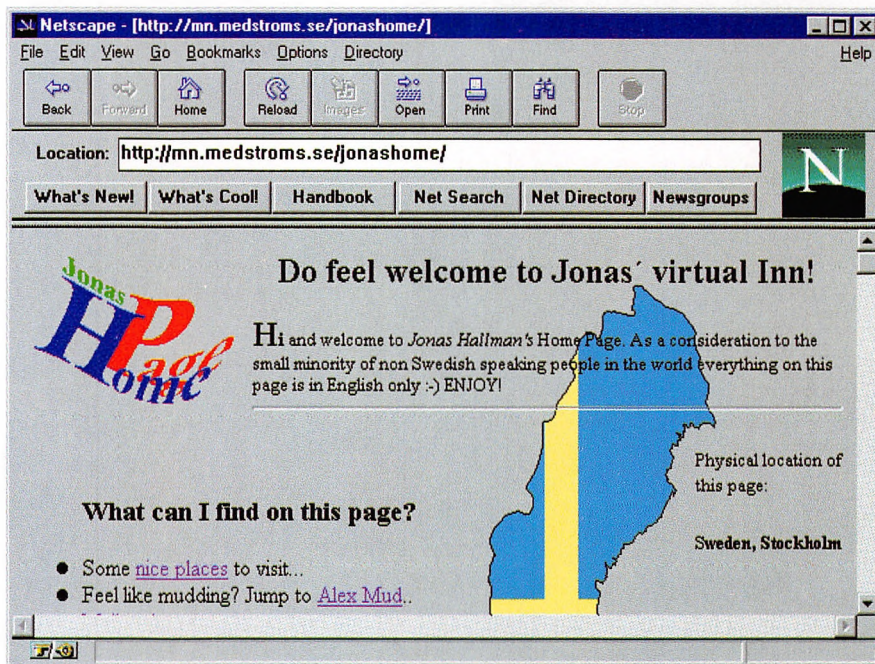 Netscape - [http://mn.medstroms.se/jonashome/]
File Edit View Go Bookmarks Options Directory Help
Back Forward Home Reload Images Open Print Find Stop
Location: http://mn.medstroms.se/jonashome/
What's New! What's Cool! Handbook Net Search Net Directory Newsgroups
N
Jonas
Home Page
Do feel welcome to Jonas´ virtual Inn!
Hi and welcome to Jonas Hallman's Home Page. As a consideration to the
small minority of non Swedish speaking people in the world everything on this
page is in English only :-) ENJOY!
Physical location of
this page:
Sweden, Stockholm
What can I find on this page?
● Some nice places to visit...
● Feel like mudding? Jump to Alex Mud..